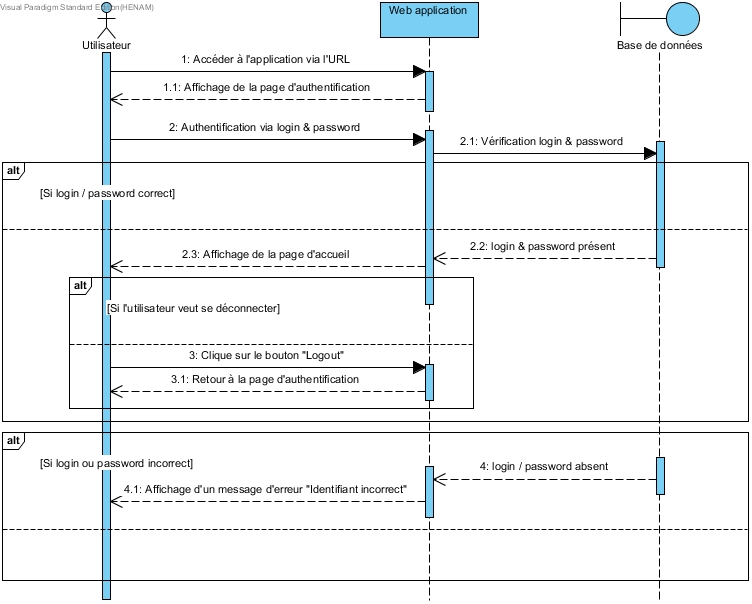 Visual Paradigm Standard Edition(HENAM)
Web application
Utilisateur
Base de données
1: Accéder à l'application via l'URL
1.1: Affichage de la page d'authentification
2: Authentification via login & password
2.1: Vérification login & password
alt
[Si login / password correct]
2.2: login & password présent
2.3: Affichage de la page d'accueil
alt
[Si l'utilisateur veut se déconnecter]
3: Clique sur le bouton "Logout"
3.1: Retour à la page d'authentification
alt
[Si login ou password incorrect]
4: login / password absent
4.1: Affichage d'un message d'erreur "Identifiant incorrect"